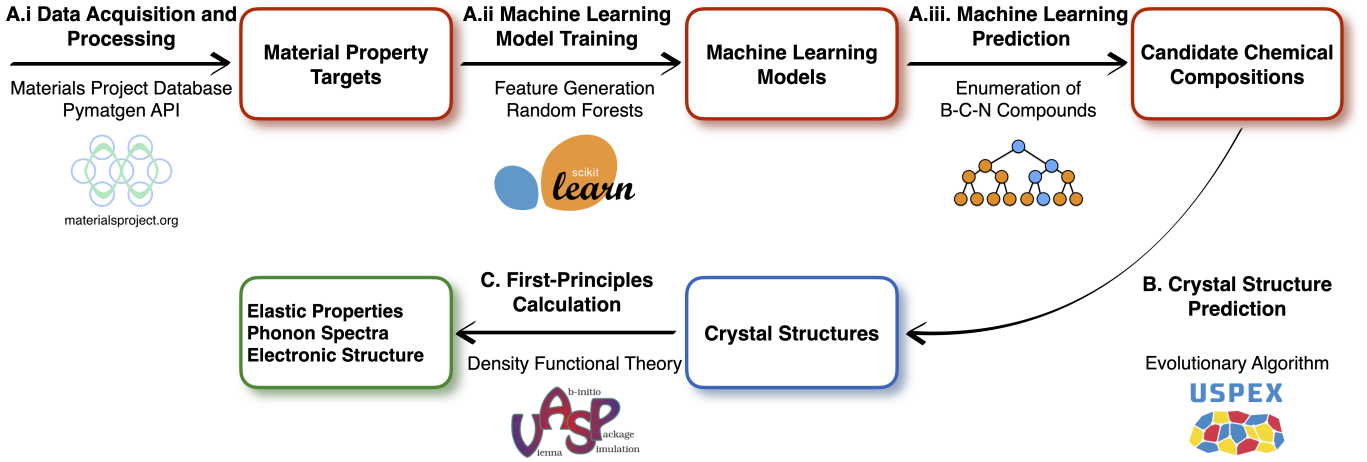 A.i Data Acquisition and
Processing
Materials Project Database
Pymatgen API
materialsproject.org
Material Property
Targets
A.ii Machine Learning
Model Training
Feature Generation
Random Forests
scikit
learn
Machine Learning
Models
A.iii. Machine Learning
Prediction
Enumeration of
B-C-N Compounds
Candidate Chemical
Compositions
B. Crystal Structure
Prediction
Evolutionary Algorithm
USPEX
Crystal Structures
C. First-Principles
Calculation
Density Functional Theory
VASP
b-initio
ackage
ienna
imulation
Elastic Properties
Phonon Spectra
Electronic Structure